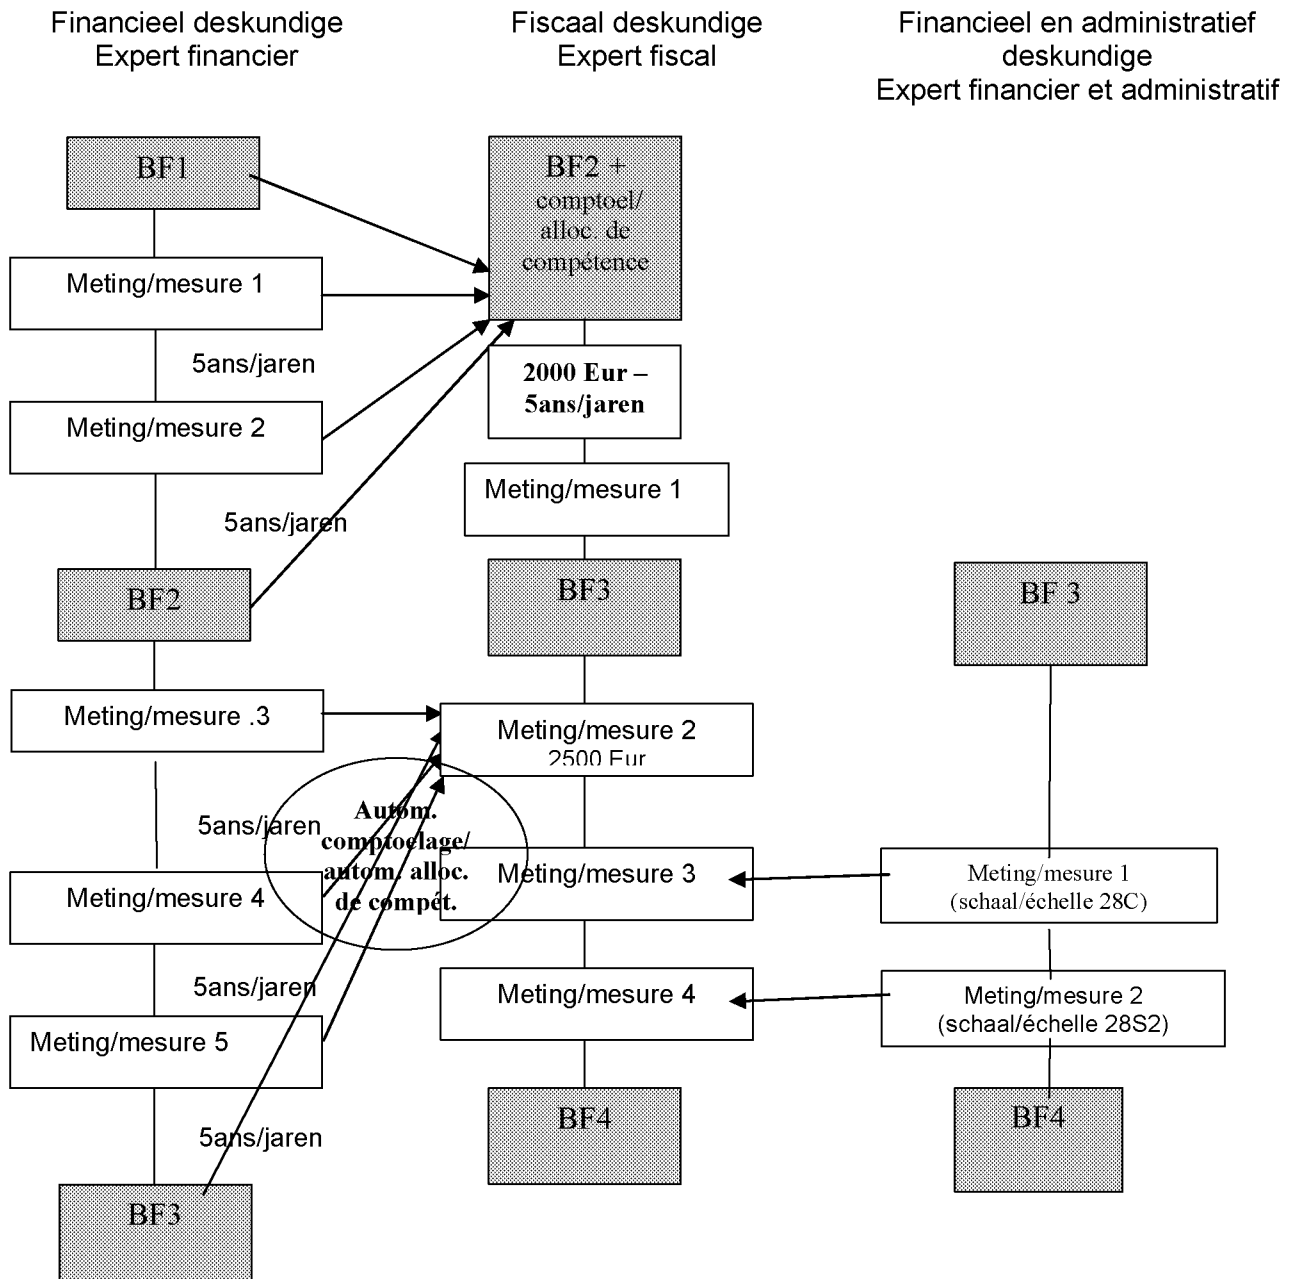 Financieel deskundige
Expert financier
Fiscaal deskundige
Expert fiscal
Financieel en administratief
deskundige
Expert financier et administratif
BF1
Meting/mesure 1
5ans/jaren
Meting/mesure 2
5ans/jaren
BF2
Meting/mesure .3
5ans/jaren
Meting/mesure 4
5ans/jaren
Meting/mesure 5
5ans/jaren
BF3
Autom.
comptoelage/
autom. alloc.
de compét.
BF2 +
comptoel/
alloc. de
compétence
2000 Eur –
5ans/jaren
Meting/mesure 1
BF3
Meting/mesure 2
2500 Eur
Meting/mesure 3
Meting/mesure 4
BF4
BF 3
Meting/mesure 1
(schaal/échelle 28C)
Meting/mesure 2
(schaal/échelle 28S2)
BF4